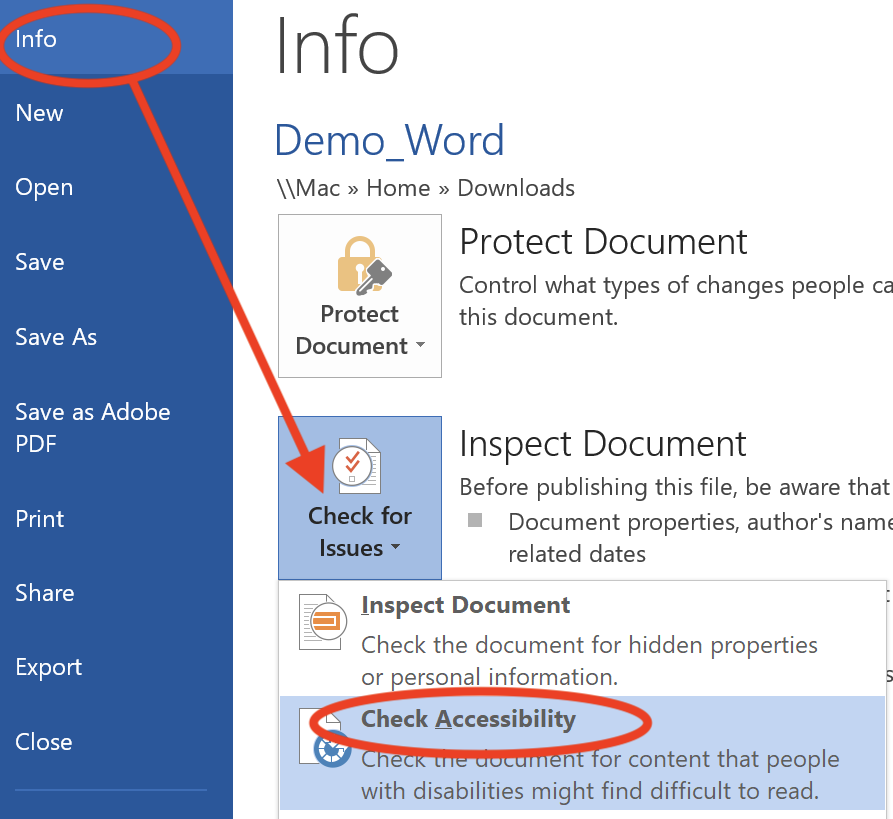 Info
New
Open
Save
Save As
Save as Adobe
PDF
Print
Share
Export
Close
Info
Demo_Word
\\Mac » Home » Downloads
Protect
Document
Protect Document
Control what types of changes people
this document.
Check for
Issues
Inspect Document
Before publishing this file, be aware that
Document properties, author's name
related dates
Inspect Document
Check the document for hidden properties
or personal information.
Check Accessibility
Check the document for content that people
with disabilities might find difficult to read.